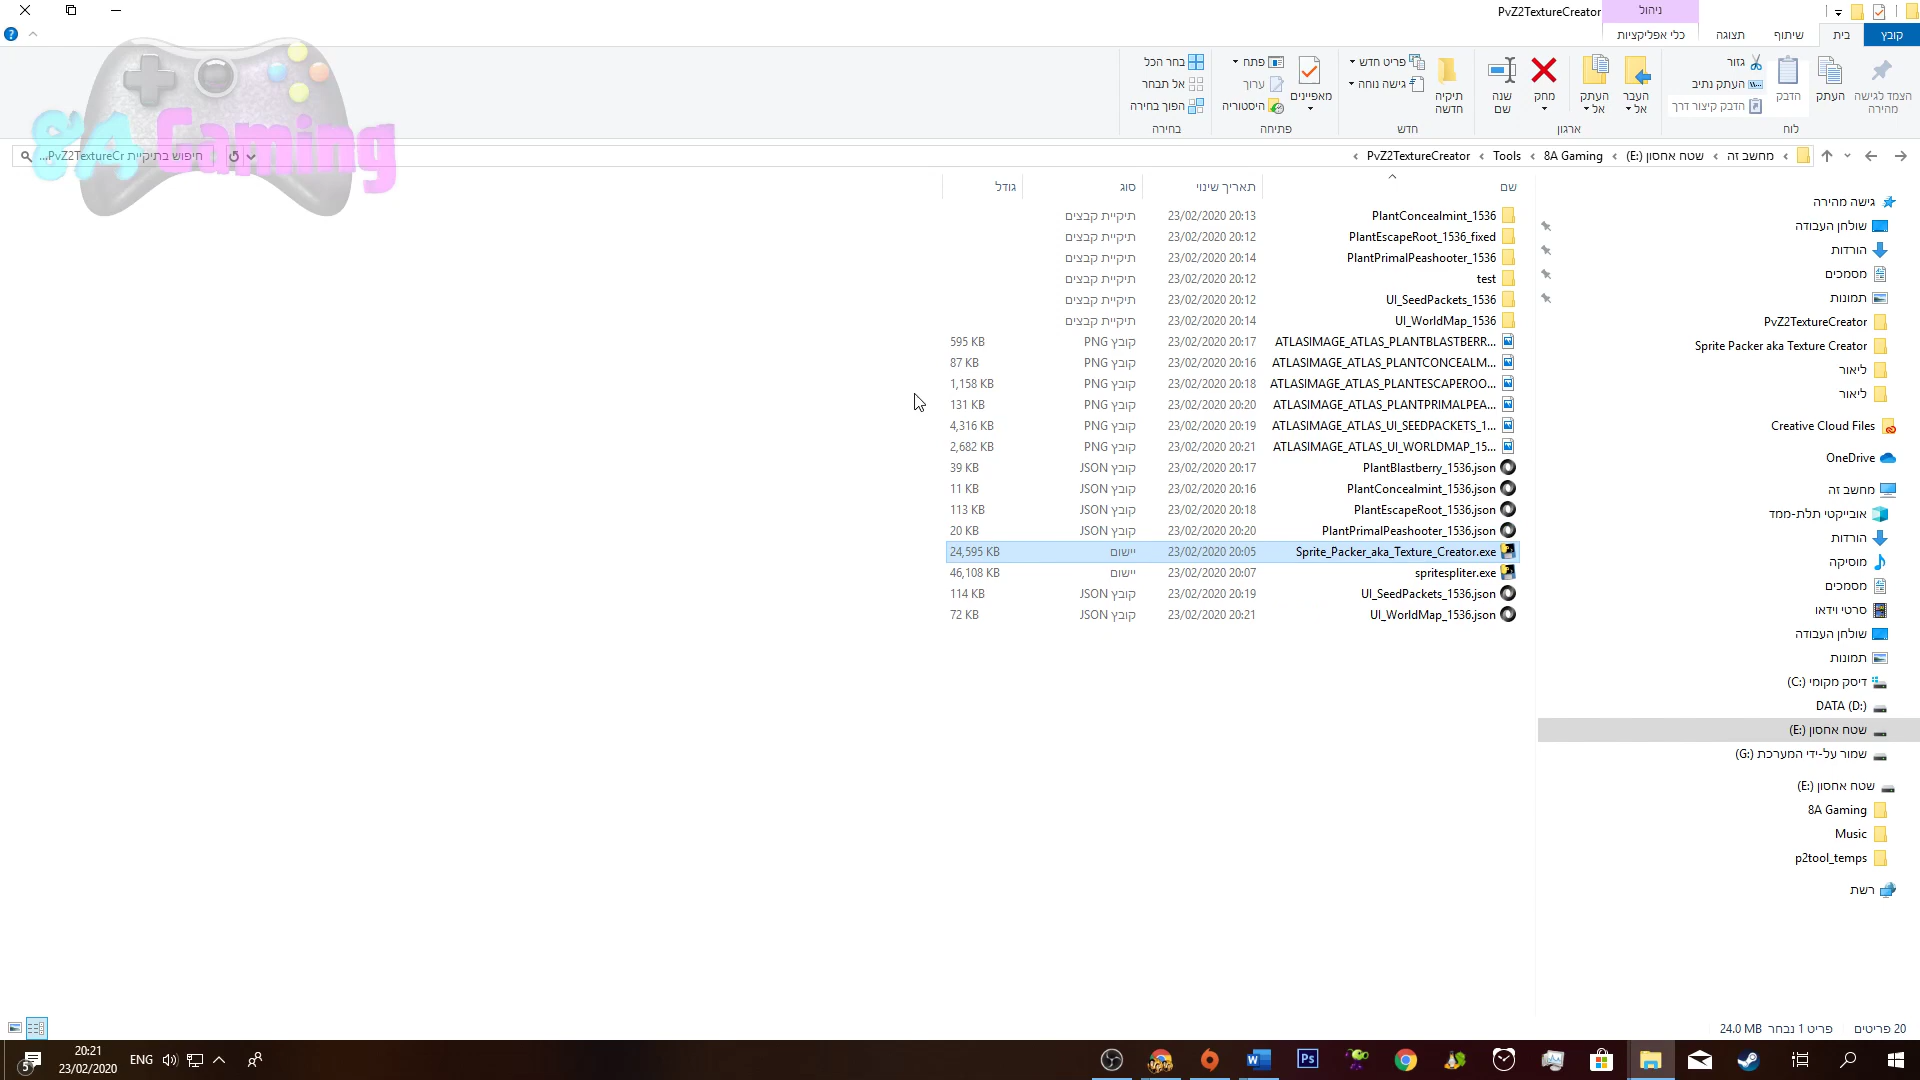 PvZ2TextureCreator
ניהול
קובץ
בית
שיתוף
תצוגה
כלי אפליקציות
הצמד לגישה מהירה
העתק
הדבק
גזור
העתק נתיב
הדבק קיצור דרך
לוח
העבר אל
העתק אל
מחק
שנה שם
ארגון
תיקיה חדשה
פריט חדש
גישה נוחה
חדש
מאפיינים
פתח
ערוך
היסטוריה
פתיחה
בחר הכל
אל תבחר
הפוך בחירה
בחירה
8A Gaming
מחשב זה
שטח אחסון (E:)
8A Gaming
Tools
PvZ2TextureCreator
חיפוש בתיקיית PvZ2TextureCr...
שם
תאריך שינוי
סוג
גודל
PlantConcealmint_1536 23/02/2020 20:13 תיקיית קבצים
PlantEscapeRoot_1536_fixed 23/02/2020 20:12 תיקיית קבצים
PlantPrimalPeashooter_1536 23/02/2020 20:14 תיקיית קבצים
test 23/02/2020 20:12 תיקיית קבצים
UI_SeedPackets_1536 23/02/2020 20:12 תיקיית קבצים
UI_WorldMap_1536 23/02/2020 20:14 תיקיית קבצים
ATLASIMAGE_ATLAS_PLANTBLASTBERR... 23/02/2020 20:17 קובץ PNG 595 KB
ATLASIMAGE_ATLAS_PLANTCONCEALM... 23/02/2020 20:16 קובץ PNG 87 KB
ATLASIMAGE_ATLAS_PLANTESCAPEROO... 23/02/2020 20:18 קובץ PNG 1,158 KB
ATLASIMAGE_ATLAS_PLANTPRIMALPEA... 23/02/2020 20:20 קובץ PNG 131 KB
ATLASIMAGE_ATLAS_UI_SEEDPACKETS_1... 23/02/2020 20:19 קובץ PNG 4,316 KB
ATLASIMAGE_ATLAS_UI_WORLDMAP_15... 23/02/2020 20:21 קובץ PNG 2,682 KB
PlantBlastberry_1536.json 23/02/2020 20:17 קובץ JSON 39 KB
PlantConcealmint_1536.json 23/02/2020 20:16 קובץ JSON 11 KB
PlantEscapeRoot_1536.json 23/02/2020 20:18 קובץ JSON 113 KB
PlantPrimalPeashooter_1536.json 23/02/2020 20:20 קובץ JSON 20 KB
Sprite_Packer_aka_Texture_Creator.exe 23/02/2020 20:05 יישום 24,595 KB
spritespliter.exe 23/02/2020 20:07 יישום 46,108 KB
UI_SeedPackets_1536.json 23/02/2020 20:19 קובץ JSON 114 KB
UI_WorldMap_1536.json 23/02/2020 20:21 קובץ JSON 72 KB
גישה מהירה
שולחן העבודה
הורדות
מסמכים
תמונות
PvZ2TextureCreator
Sprite Packer aka Texture Creator
ליאור
ליאור
Creative Cloud Files
OneDrive
מחשב זה
אובייקטי תלת-ממד
הורדות
מוסיקה
מסמכים
סרטי וידאו
שולחן העבודה
תמונות
דיסק מקומי (C:)
DATA (D:)
שטח אחסון (E:)
שמור על-ידי המערכת (G:)
שטח אחסון (E:)
8A Gaming
Music
p2tool_temps
רשת
20 פריטים
פריט 1 נבחר 24.0 MB
Ps
ENG
20:21
23/02/2020
5